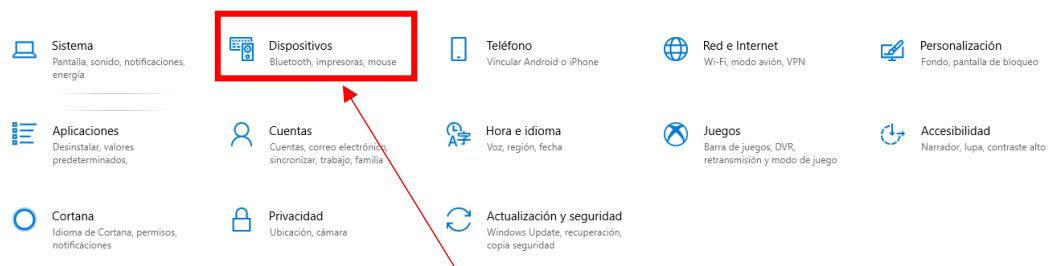 Sistema
Pantalla, sonido, notificaciones,
energía
Dispositivos
Bluetooth, impresoras, mouse
Teléfono
Vincular Android o iPhone
Red e Internet
Wi-Fi, modo avión, VPN
Personalización
Fondo, pantalla de bloqueo
Aplicaciones
Desinstalar, valores
predeterminados,
Cuentas
Cuentas, correo electrónico,
sincronizar, trabajo, familia
Hora e idioma
Voz, región, fecha
Juegos
Barra de juegos, DVR,
retransmisión y modo de juego
Accesibilidad
Narrador, lupa, contraste alto
Cortana
Idioma de Cortana, permisos,
notificaciones
Privacidad
Ubicación, cámara
Actualización y seguridad
Windows Update, recuperación,
copia seguridad